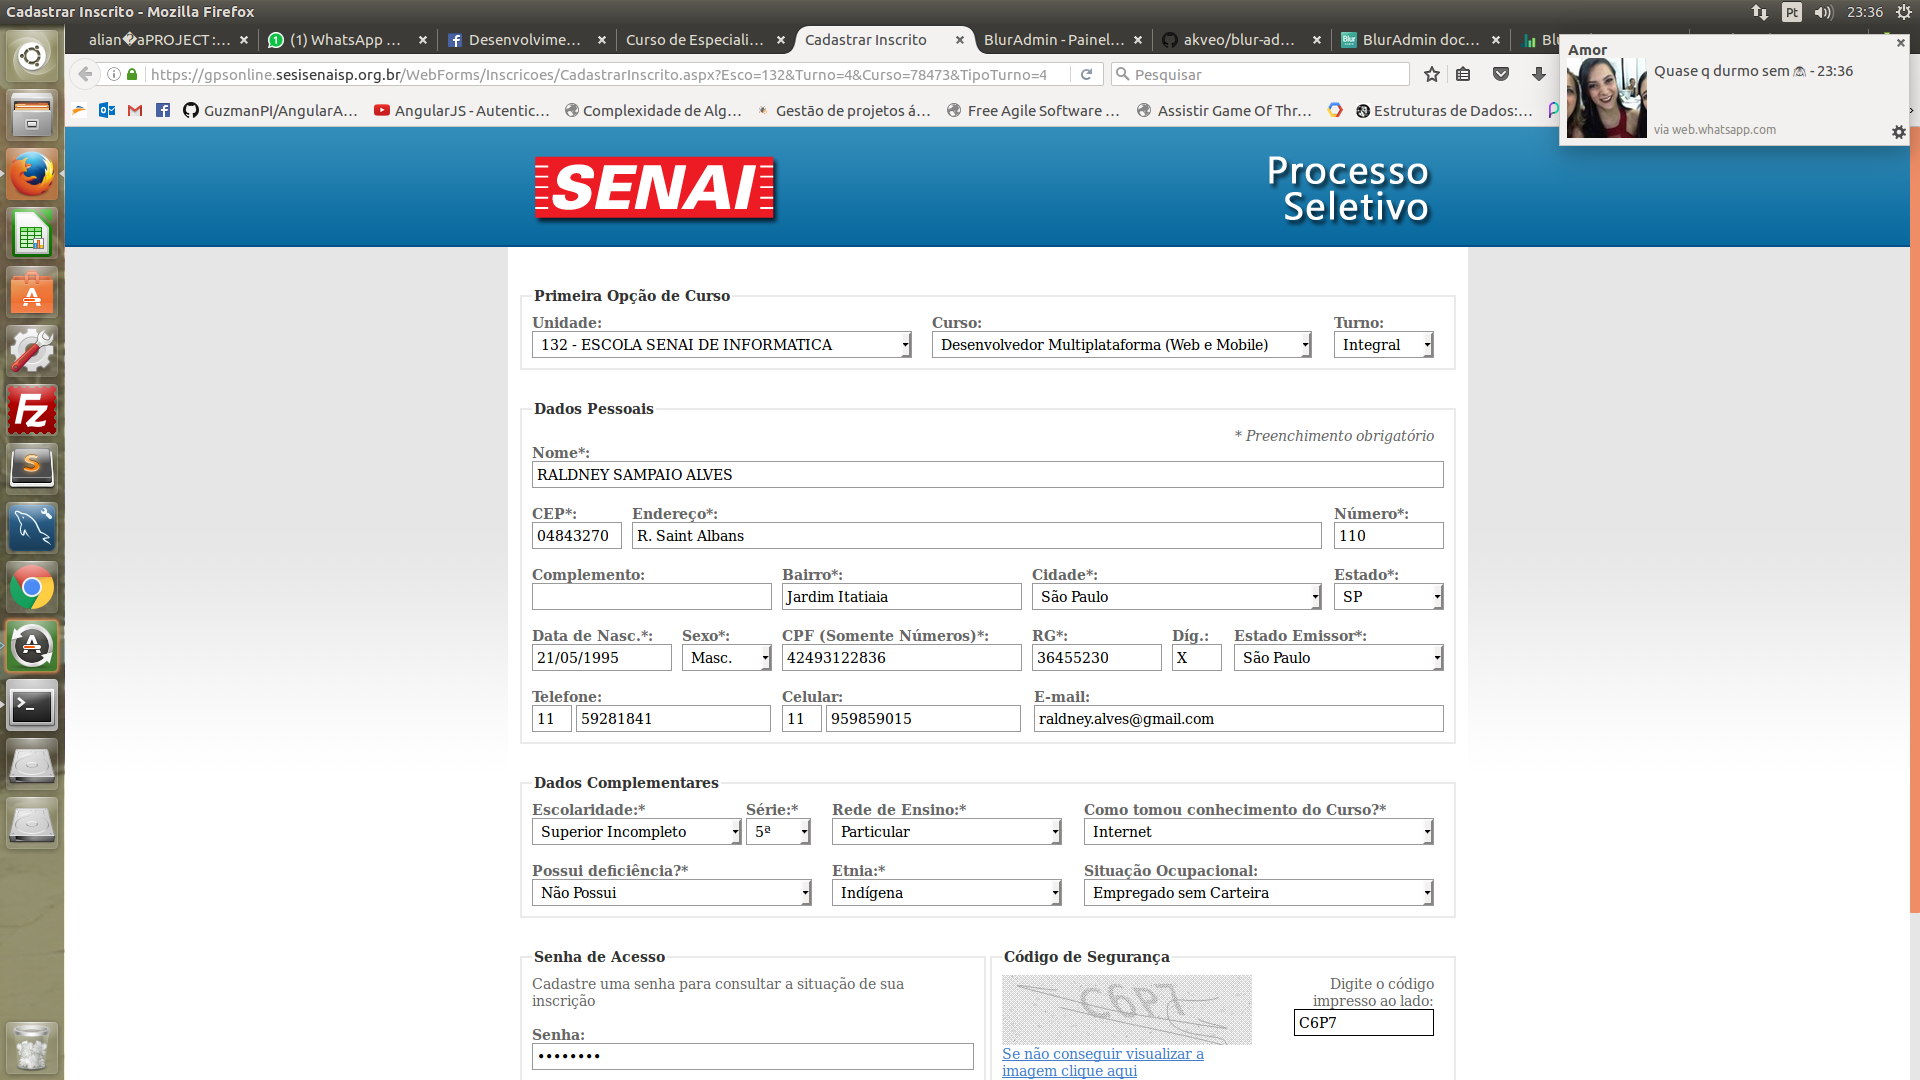 Cadastrar Inscrito - Mozilla Firefox
Pt
23:36
alian�aPROJECT :...
(1) WhatsApp ...
Desenvolvime...
Curso de Especiali...
Cadastrar Inscrito
BlurAdmin - Painel...
akveo/blur-ad...
BlurAdmin doc...
https://gpsonline.sesisenaisp.org.br/WebForms/Inscricoes/CadastrarInscrito.aspx?Esco=132&Turno=4&Curso=78473&TipoTurno=4
Pesquisar
GuzmanPI/AngularA...
AngularJS - Autentic...
Complexidade de Alg...
Gestão de projetos á...
Free Agile Software ...
Assistir Game Of Thr...
Estruturas de Dados:...
Amor
Quase q durmo sem - 23:36
via web.whatsapp.com
SENAI
Processo
Seletivo
Primeira Opção de Curso
Unidade: Curso: Turno:
132 - ESCOLA SENAI DE INFORMATICA Desenvolvedor Multiplataforma (Web e Mobile) Integral
Dados Pessoais
* Preenchimento obrigatório
Nome*:
RALDNEY SAMPAIO ALVES
CEP*: Endereço*: Número*:
04843270 R. Saint Albans 110
Complemento: Bairro*: Cidade*: Estado*:
Jardim Itatiaia São Paulo SP
Data de Nasc.*: Sexo*: CPF (Somente Números)*: RG*: Díg.: Estado Emissor*:
21/05/1995 Masc. 42493122836 36455230 X São Paulo
Telefone: Celular: E-mail:
11 59281841 11 959859015 raldney.alves@gmail.com
Dados Complementares
Escolaridade:* Série:* Rede de Ensino:* Como tomou conhecimento do Curso?*
Superior Incompleto 5ª Particular Internet
Possui deficiência?* Etnia:* Situação Ocupacional:
Não Possui Indígena Empregado sem Carteira
Senha de Acesso
Cadastre uma senha para consultar a situação de sua
inscrição
Senha:
••••••••
Código de Segurança
C6P7
Digite o código
impresso ao lado:
C6P7
Se não conseguir visualizar a
imagem clique aqui